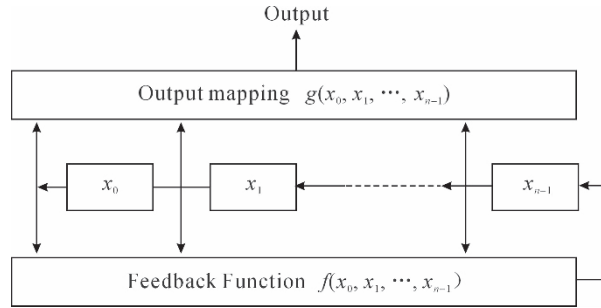 Output
Output mapping g(x₀, x₁, ⋯, xₙ₋₁)
x₀ x₁ xₙ₋₁
Feedback Function f(x₀, x₁, ⋯, xₙ₋₁)